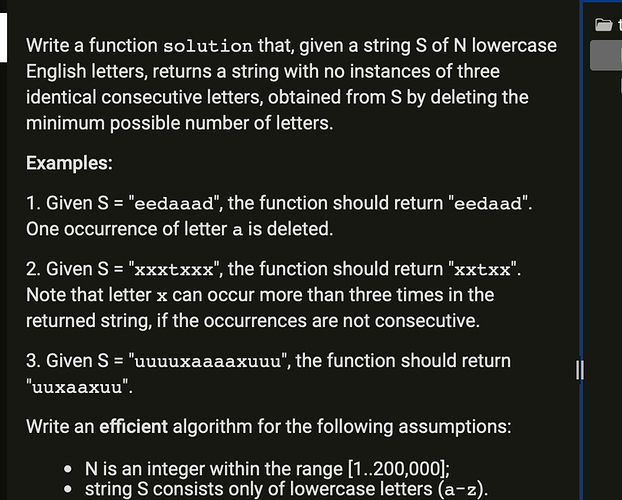 Write a function solution that, given a string S of N lowercase
English letters, returns a string with no instances of three
identical consecutive letters, obtained from S by deleting the
minimum possible number of letters.
Examples:
1. Given S = "eedaaad", the function should return "eedaad".
One occurrence of letter a is deleted.
2. Given S = "xxxtxxx", the function should return "xxtxx".
Note that letter x can occur more than three times in the
returned string, if the occurrences are not consecutive.
3. Given S = "uuuuxaaaaxuuu", the function should return
"uuxaaxuu".
Write an efficient algorithm for the following assumptions:
• N is an integer within the range [1..200,000];
• string S consists only of lowercase letters (a-z).